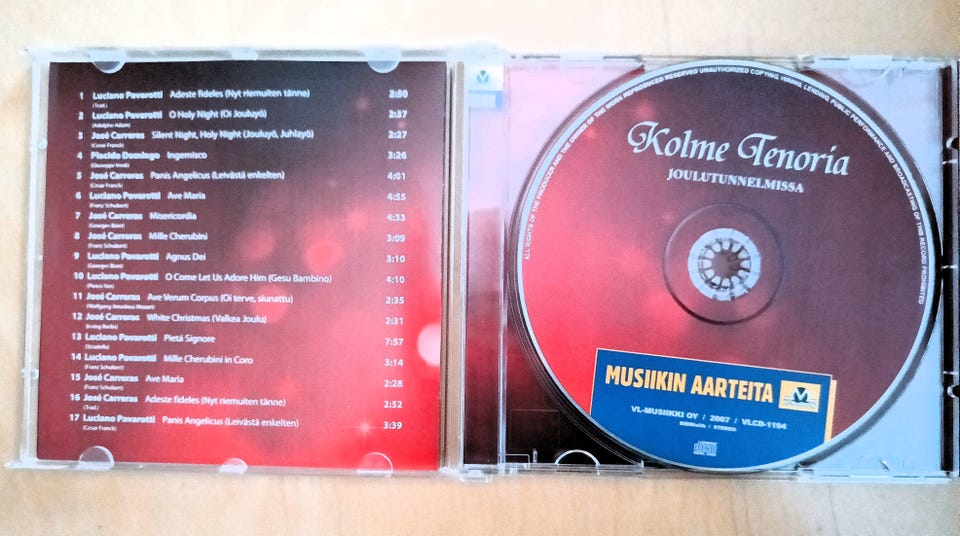 1 Luciano Pavarotti Adeste fideles (Nyt riemuiten tänne) 2:50
(Trad.)
2 Luciano Pavarotti O Holy Night (Oi Jouluyö) 2:57
(Adolphe Adam)
3 José Carreras Silent Night, Holy Night (Jouluyö, Juhlayö) 2:27
(Cesar Franck)
4 Placido Domingo Ingemisco 3:26
(Giuseppe Verdi)
5 José Carreras Panis Angelicus (Leivästä enkelten) 4:01
(Cesar Franck)
6 Luciano Pavarotti Ave Maria 4:55
(Franz Schubert)
7 José Carreras Misericordia 4:33
(Georges Bizet)
8 José Carreras Mille Cherubini 3:09
(Franz Schubert)
9 Luciano Pavarotti Agnus Dei 3:10
(Georges Bizet)
10 Luciano Pavarotti O Come Let Us Adore Him (Gesu Bambino) 4:10
(Pietro Yon)
11 José Carreras Ave Verum Corpus (Oi terve, siunattu) 2:35
(Wolfgang Amadeus Mozart)
12 José Carreras White Christmas (Valkea Joulu) 2:31
(Irving Berlin)
13 Luciano Pavarotti Pietá Signore 7:57
(Stradella)
14 Luciano Pavarotti Mille Cherubini in Coro 3:14
(Franz Schubert)
15 José Carreras Ave Maria 2:28
(Franz Schubert)
16 José Carreras Adeste fideles (Nyt riemuiten tänne) 2:52
(Trad.)
17 Luciano Pavarotti Panis Angelicus (Leivästä enkelten) 3:39
(Cesar Franck)
ALL RIGHTS OF THE PRODUCER AND THE OWNER OF THE WORK REPRODUCED RESERVED UNAUTHORIZED COPYING, HIRING, LENDING, PUBLIC PERFORMANCE AND BROADCASTING OF THIS RECORD PROHIBITED
Kolme Tenoria
JOULUTUNNELMISSA
MUSIIKIN AARTEITA
VL-MUSIIKKI OY / 2007 / VLCD-1194
/ STEREO